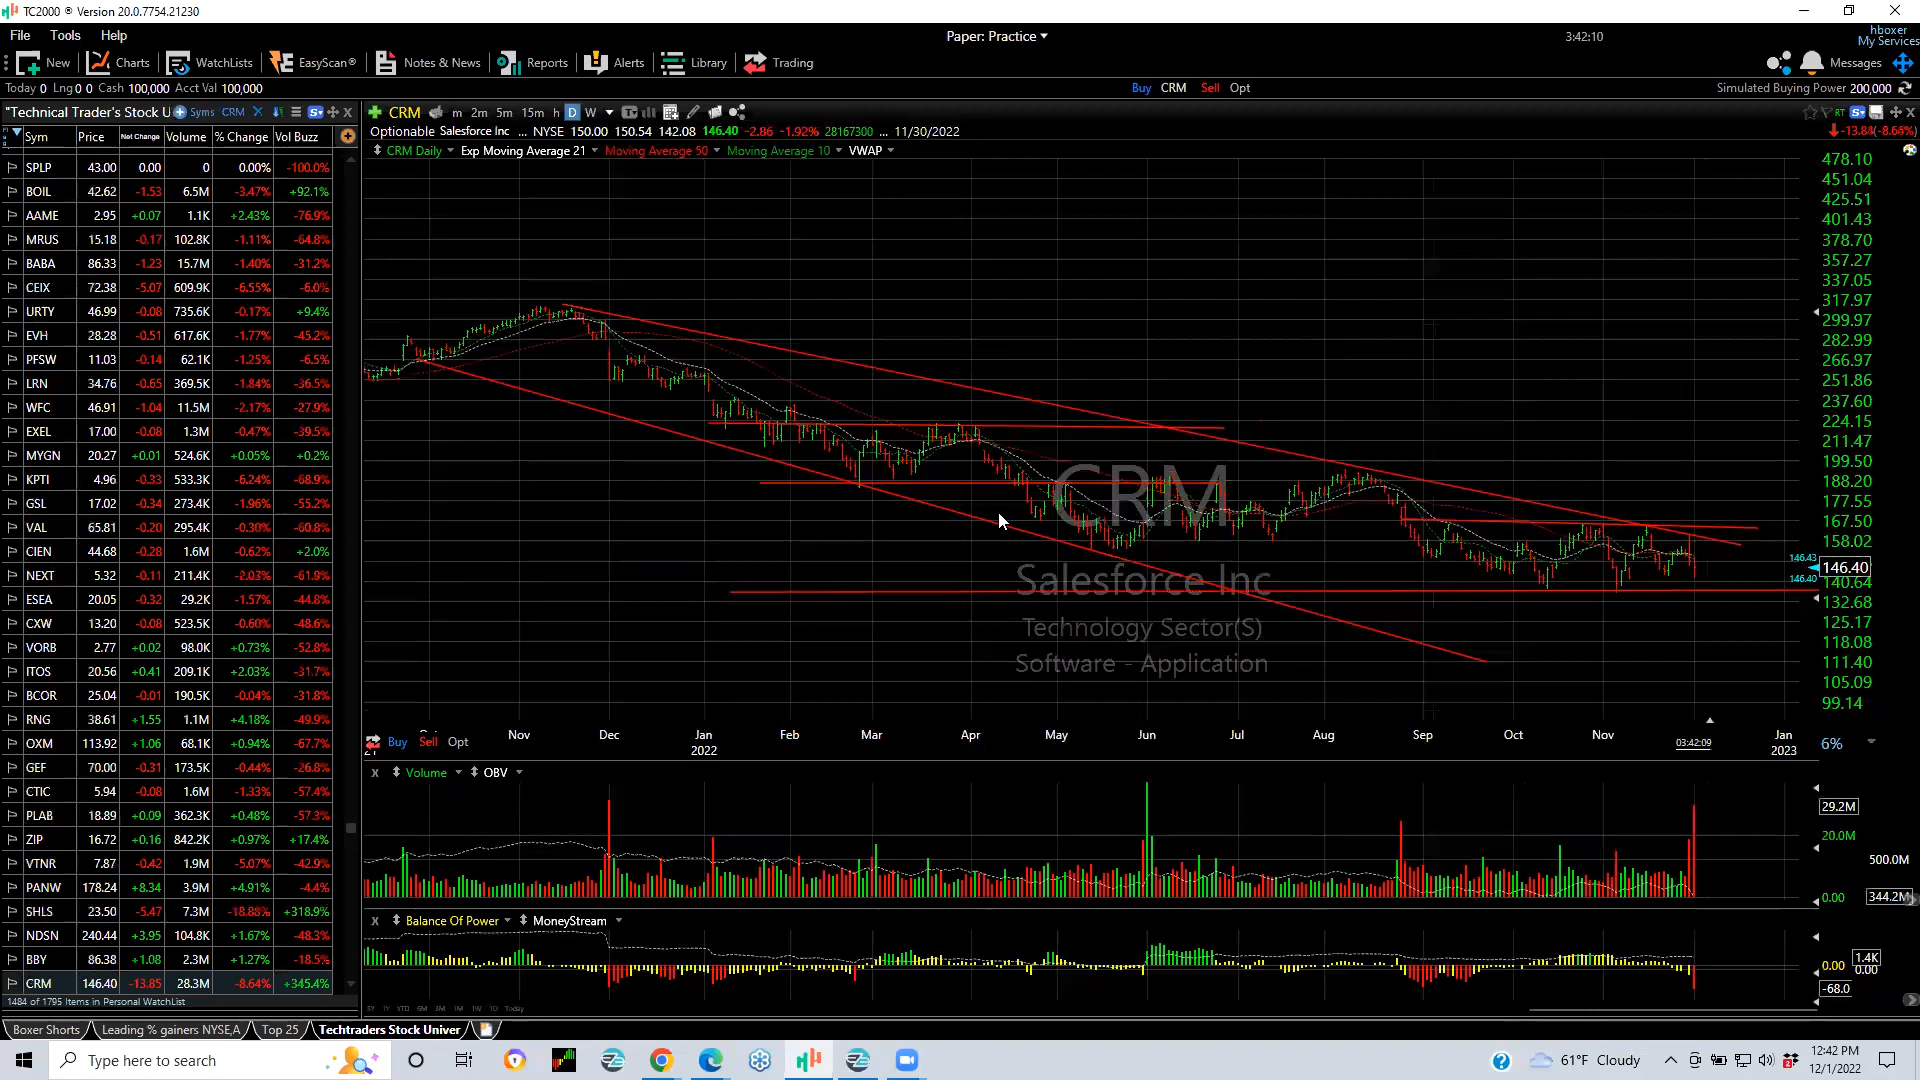 TC2000 ® Version 20.0.7754.21230
File Tools Help
Paper: Practice
3:42:10
hboxer
My Services
New Charts WatchLists EasyScan® Notes & News Reports Alerts Library Trading
Messages
Today 0 Lng 0 0 Cash 100,000 Acct Val 100,000
Buy CRM Sell Opt
Simulated Buying Power 200,000
"Technical Trader's Stock U Syms CRM
CRM m 2m 5m 15m h D W
RT
Optionable Salesforce Inc ... NYSE 150.00 150.54 142.08 146.40 -2.86 -1.92% 28167300 ... 11/30/2022
-13.84(-8.66%)
Sym Price Net Change Volume % Change Vol Buzz
CRM Daily Exp Moving Average 21 Moving Average 50 Moving Average 10 VWAP
SPLP 43.00 0.00 0 0.00% -100.0%
BOIL 42.62 -1.53 6.5M -3.47% +92.1%
AAME 2.95 +0.07 1.1K +2.43% -76.9%
MRUS 15.18 -0.17 102.8K -1.11% -64.8%
BABA 86.33 -1.23 15.7M -1.40% -31.2%
CEIX 72.38 -5.07 609.9K -6.55% -6.0%
URTY 46.99 -0.08 735.6K -0.17% +9.4%
EVH 28.28 -0.51 617.6K -1.77% -45.2%
PFSW 11.03 -0.14 62.1K -1.25% -6.5%
LRN 34.76 -0.65 369.5K -1.84% -36.5%
WFC 46.91 -1.04 11.5M -2.17% -27.9%
EXEL 17.00 -0.08 1.3M -0.47% -39.5%
MYGN 20.27 +0.01 524.6K +0.05% +0.2%
KPTI 4.96 -0.33 533.3K -6.24% -68.9%
GSL 17.02 -0.34 273.4K -1.96% -55.2%
VAL 65.81 -0.20 295.4K -0.30% -60.8%
CIEN 44.68 -0.28 1.6M -0.62% +2.0%
NEXT 5.32 -0.11 211.4K -2.03% -61.9%
ESEA 20.05 -0.32 29.2K -1.57% -44.8%
CXW 13.20 -0.08 523.5K -0.60% -48.6%
VORB 2.77 +0.02 98.0K +0.73% -52.8%
ITOS 20.56 +0.41 209.1K +2.03% -31.7%
BCOR 25.04 -0.01 190.5K -0.04% -31.8%
RNG 38.61 +1.55 1.1M +4.18% -49.9%
OXM 113.92 +1.06 68.1K +0.94% -67.7%
GEF 70.00 -0.31 173.5K -0.44% -26.8%
CTIC 5.94 -0.08 1.6M -1.33% -57.4%
PLAB 18.89 +0.09 362.3K +0.48% -57.3%
ZIP 16.72 +0.16 842.2K +0.97% +17.4%
VTNR 7.87 -0.42 1.9M -5.07% -42.9%
PANW 178.24 +8.34 3.9M +4.91% -4.4%
SHLS 23.50 -5.47 7.3M -18.88% +318.9%
NDSN 240.44 +3.95 104.8K +1.67% -48.3%
BBY 86.38 +1.08 2.3M +1.27% -18.5%
CRM 146.40 -13.85 28.3M -8.64% +345.4%
1484 of 1795 Items in Personal WatchList
478.10
451.04
425.51
401.43
378.70
357.27
337.05
317.97
299.97
282.99
266.97
251.86
237.60
224.15
211.47
199.50
188.20
177.55
167.50
158.02
146.43
146.40
146.40
140.64
132.68
125.17
118.08
111.40
105.09
99.14
CRM
Salesforce Inc
Technology Sector(S)
Software - Application
Nov Dec Jan Feb Mar Apr May Jun Jul Aug Sep Oct Nov Jan
21 2022 2023
03:42:09
6%
Buy Sell Opt
Volume OBV
29.2M
20.0M
500.0M
0.00
344.2M
Balance Of Power MoneyStream
1.4K
0.00
0.00
-68.0
5Y 1Y YTD 6M 3M 1M 1W 1D Today
Boxer Shorts Leading % gainers NYSE,A Top 25 Techtraders Stock Univer
Type here to search
61°F Cloudy
12:42 PM
12/1/2022